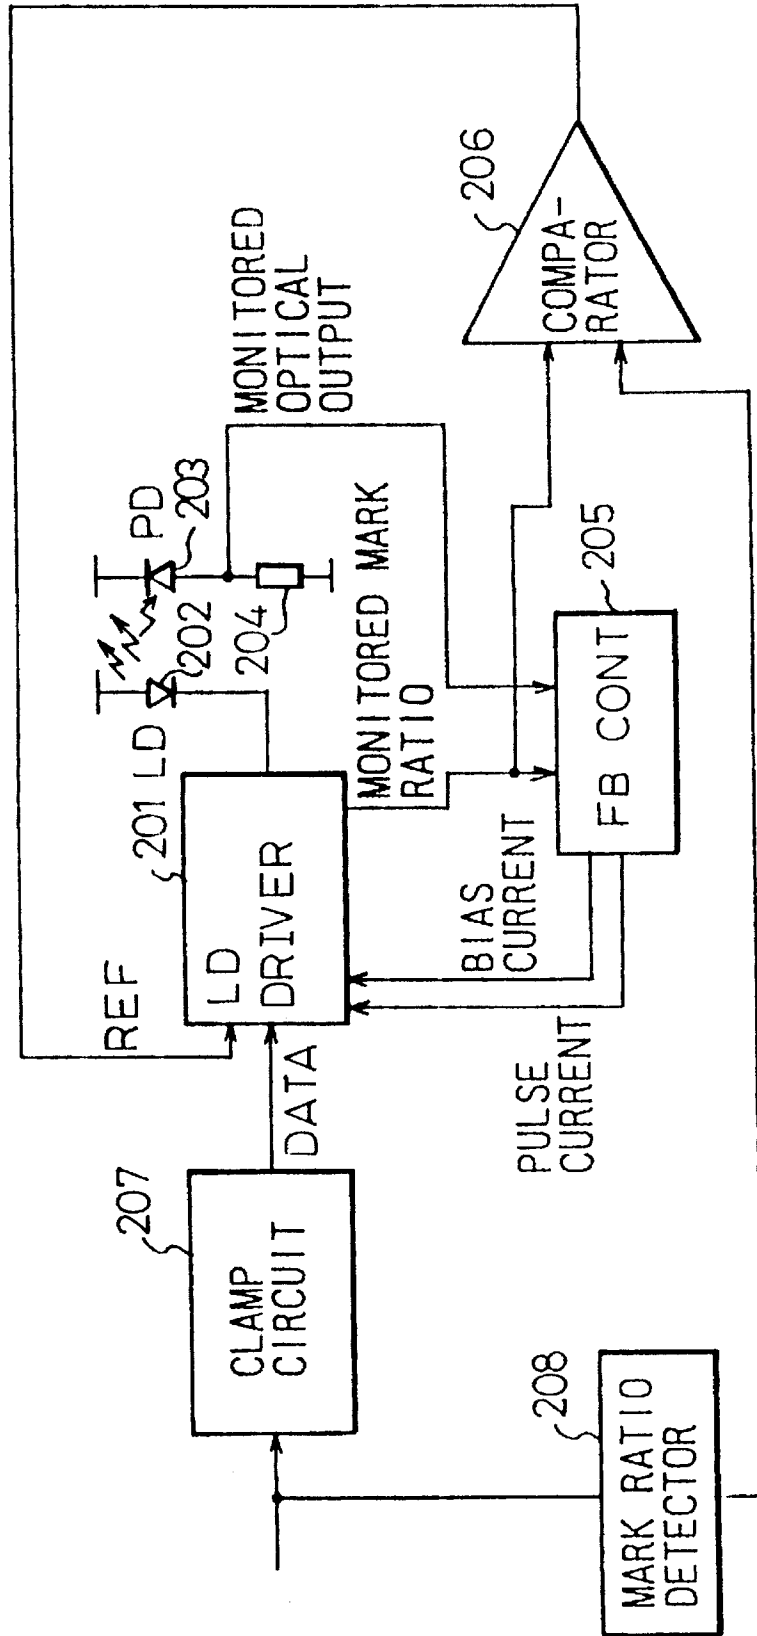 REF
201
LD
DRIVER
LD
202
PD
203
204
MONITORED
OPTICAL
OUTPUT
207
CLAMP
CIRCUIT
DATA
MONITORED MARK
RATIO
206
COMPA-
RATOR
BIAS
CURRENT
PULSE
CURRENT
205
FB CONT
208
MARK RATIO
DETECTOR